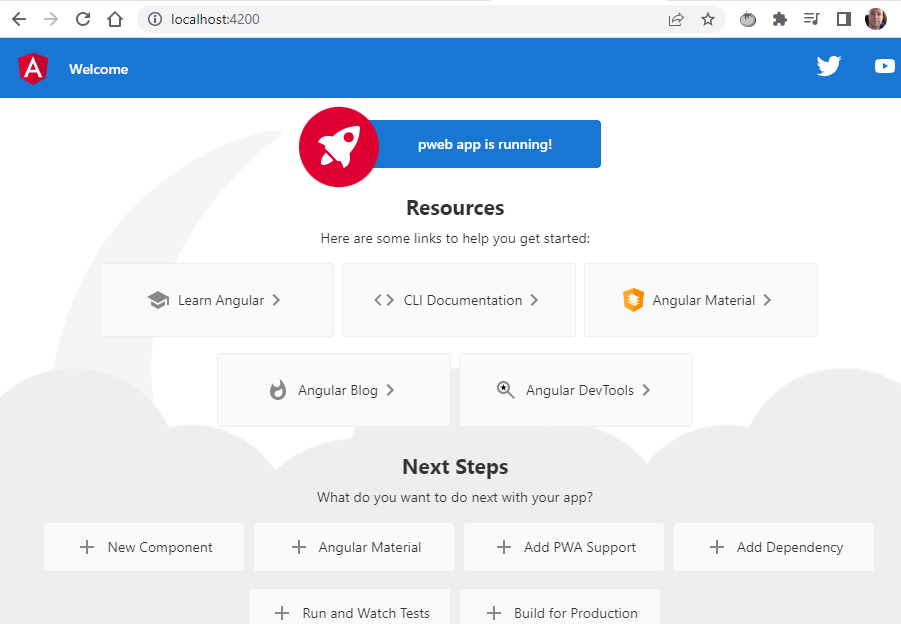 localhost:4200
A
Welcome
pweb app is running!
Resources
Here are some links to help you get started:
Learn Angular
CLI Documentation
Angular Material
Angular Blog
Angular DevTools
Next Steps
What do you want to do next with your app?
New Component
Angular Material
Add PWA Support
Add Dependency
Run and Watch Tests
Build for Production